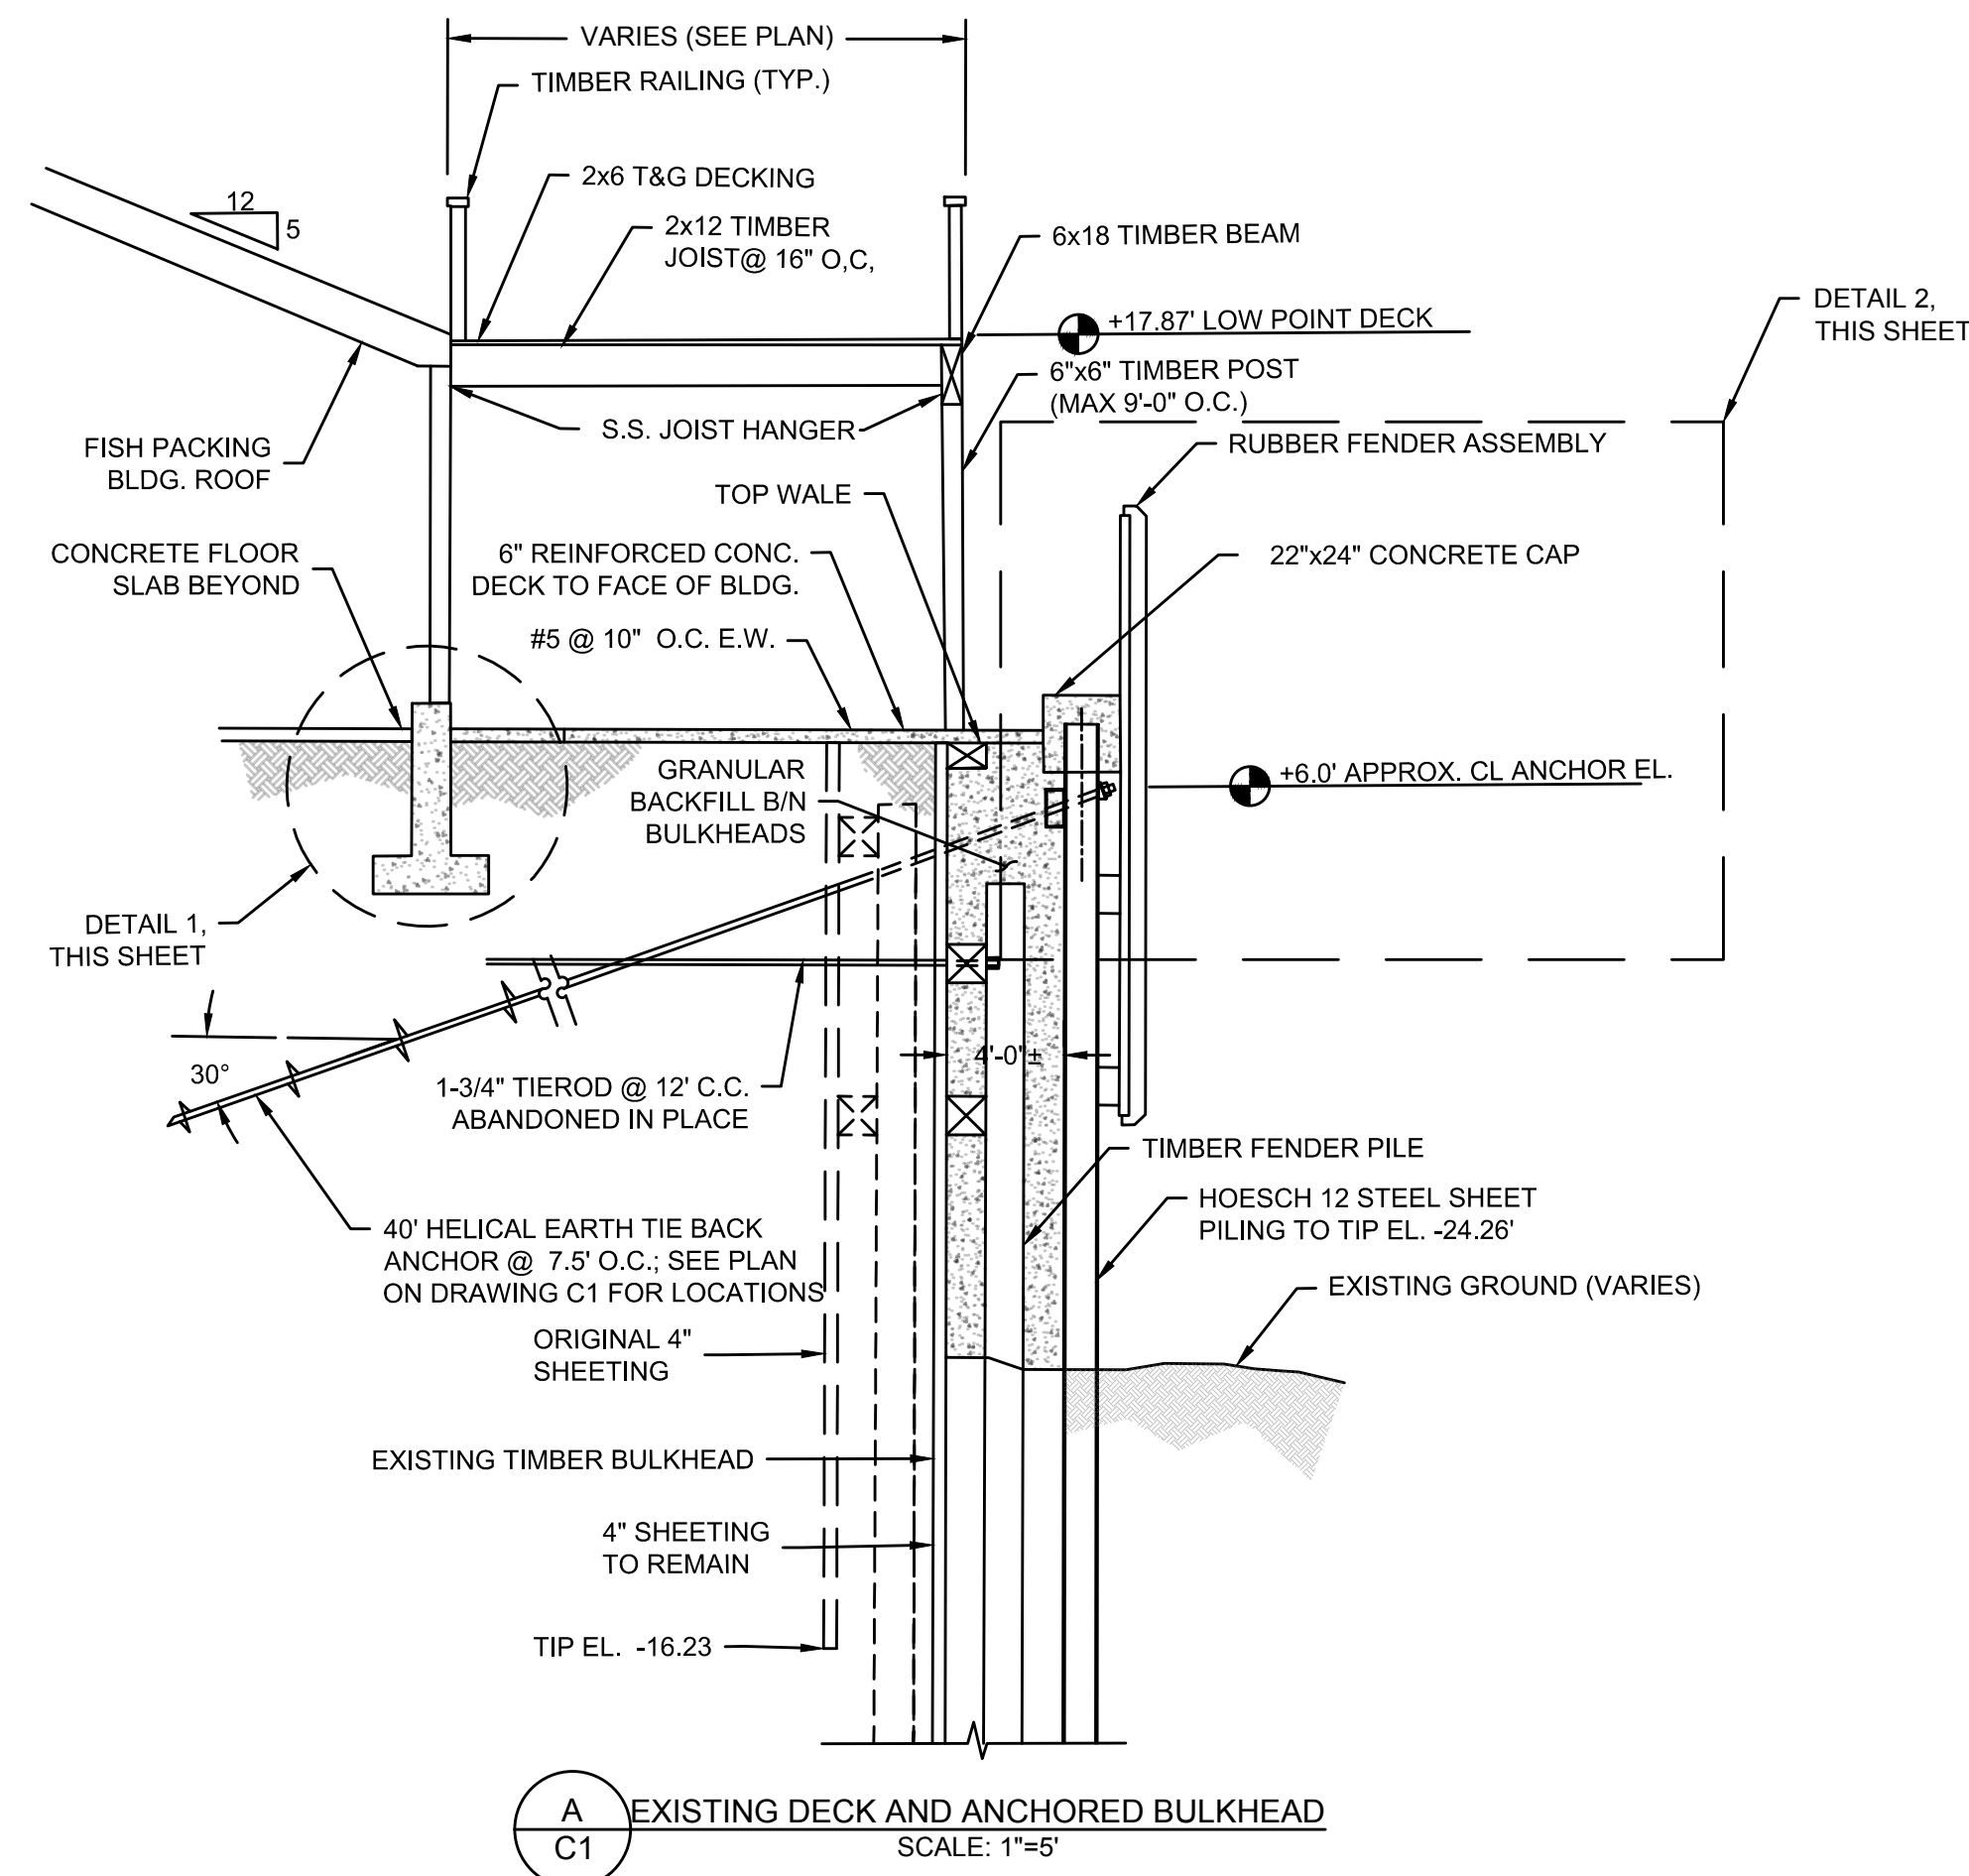 VARIES (SEE PLAN)
TIMBER RAILING (TYP.)
2x6 T&G DECKING
12
5
2x12 TIMBER
JOIST@ 16" O,C,
6x18 TIMBER BEAM
DETAIL 2,
THIS SHEET
+17.87' LOW POINT DECK
6"x6" TIMBER POST
(MAX 9'-0" O.C.)
S.S. JOIST HANGER
RUBBER FENDER ASSEMBLY
FISH PACKING
BLDG. ROOF
TOP WALE
CONCRETE FLOOR
SLAB BEYOND
6" REINFORCED CONC.
DECK TO FACE OF BLDG.
22"x24" CONCRETE CAP
#5 @ 10" O.C. E.W.
GRANULAR
BACKFILL B/N
BULKHEADS
+6.0' APPROX. CL ANCHOR EL.
DETAIL 1,
THIS SHEET
30°
4'-0"±
1-3/4" TIEROD @ 12' C.C.
ABANDONED IN PLACE
TIMBER FENDER PILE
HOESCH 12 STEEL SHEET
PILING TO TIP EL. -24.26'
40' HELICAL EARTH TIE BACK
ANCHOR @ 7.5' O.C.; SEE PLAN
ON DRAWING C1 FOR LOCATIONS
EXISTING GROUND (VARIES)
ORIGINAL 4"
SHEETING
EXISTING TIMBER BULKHEAD
4" SHEETING
TO REMAIN
TIP EL. -16.23
A
C1
EXISTING DECK AND ANCHORED BULKHEAD
SCALE: 1"=5'